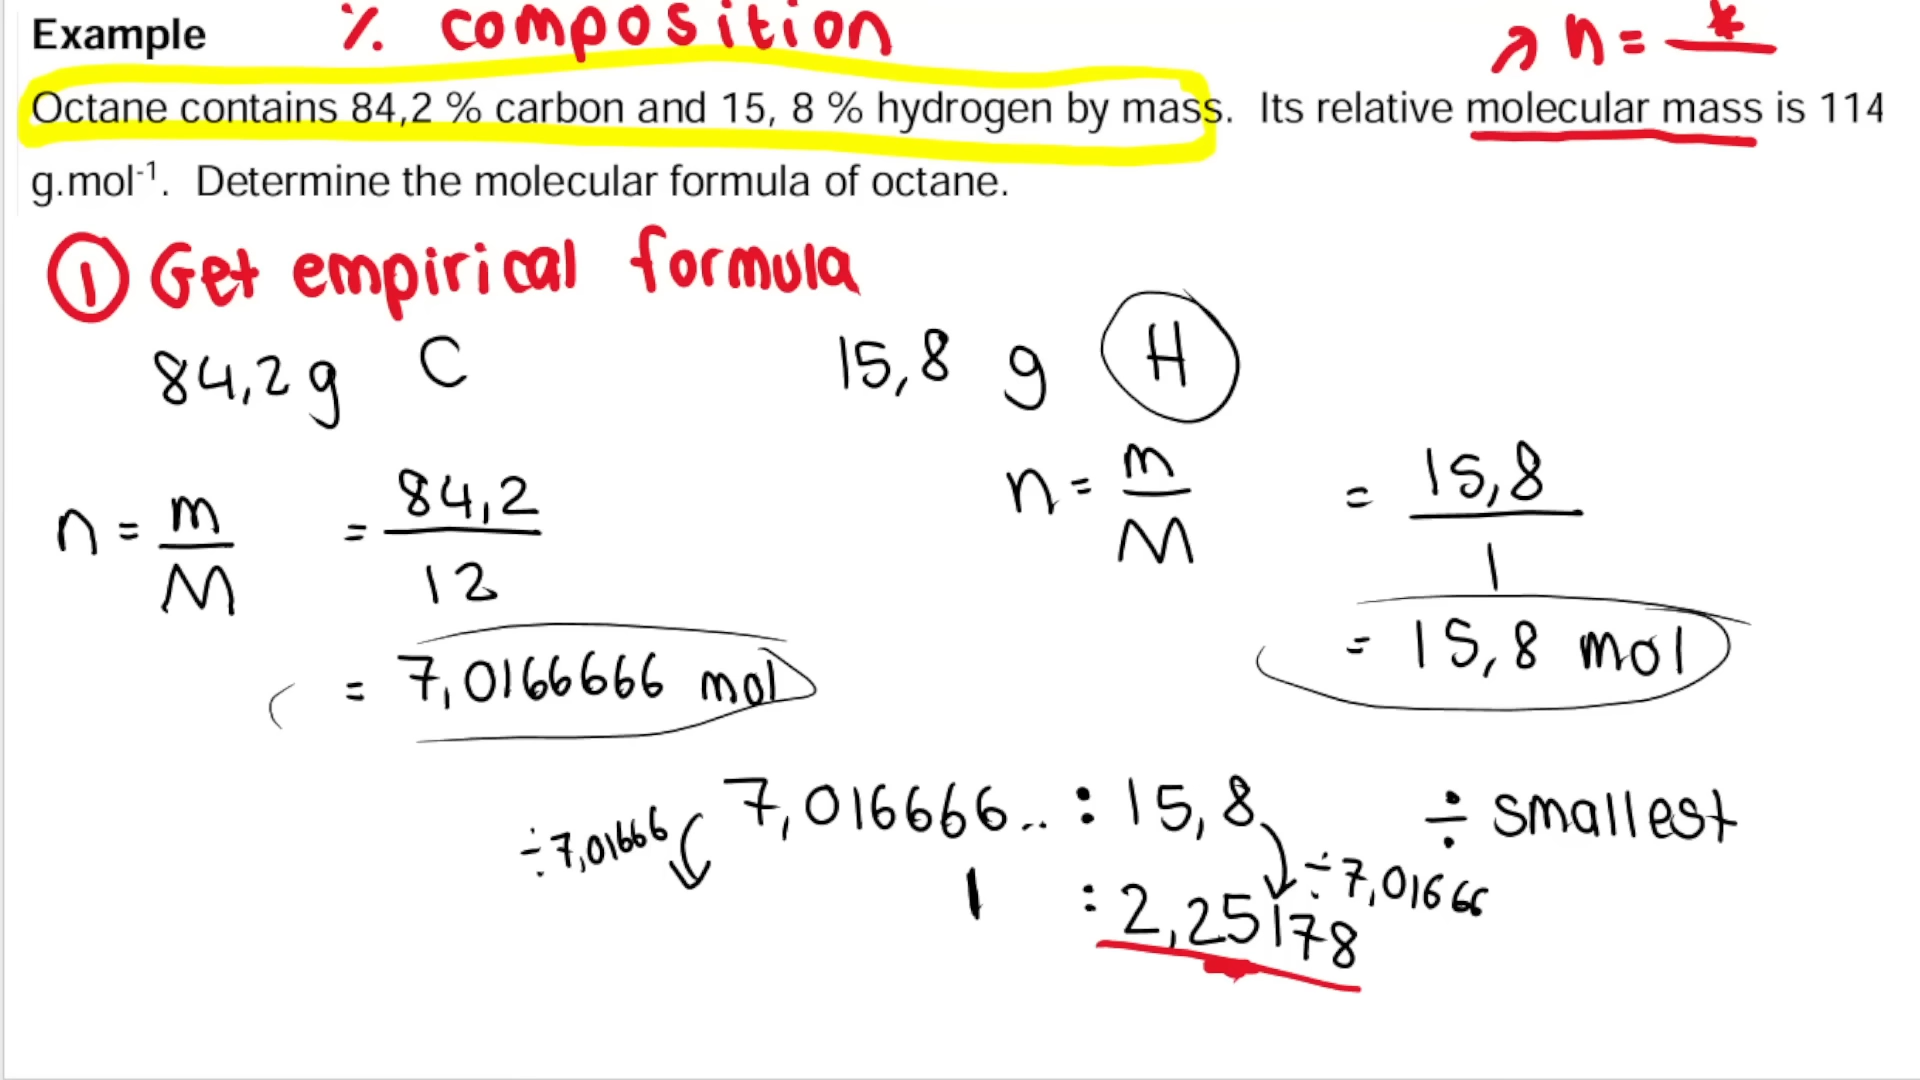 Example % composition n = *
Octane contains 84,2 % carbon and 15, 8 % hydrogen by mass. Its relative molecular mass is 114
g.mol⁻¹. Determine the molecular formula of octane.
① Get empirical formula
84,2 g C 15,8 g H
n = m/M = 84,2/12 n = m/M = 15,8/1
= 7,0166666 mol = 15,8 mol
÷7,01666 7,016666.. : 15,8 ÷ smallest
1 : 2,25178 ÷7,01666